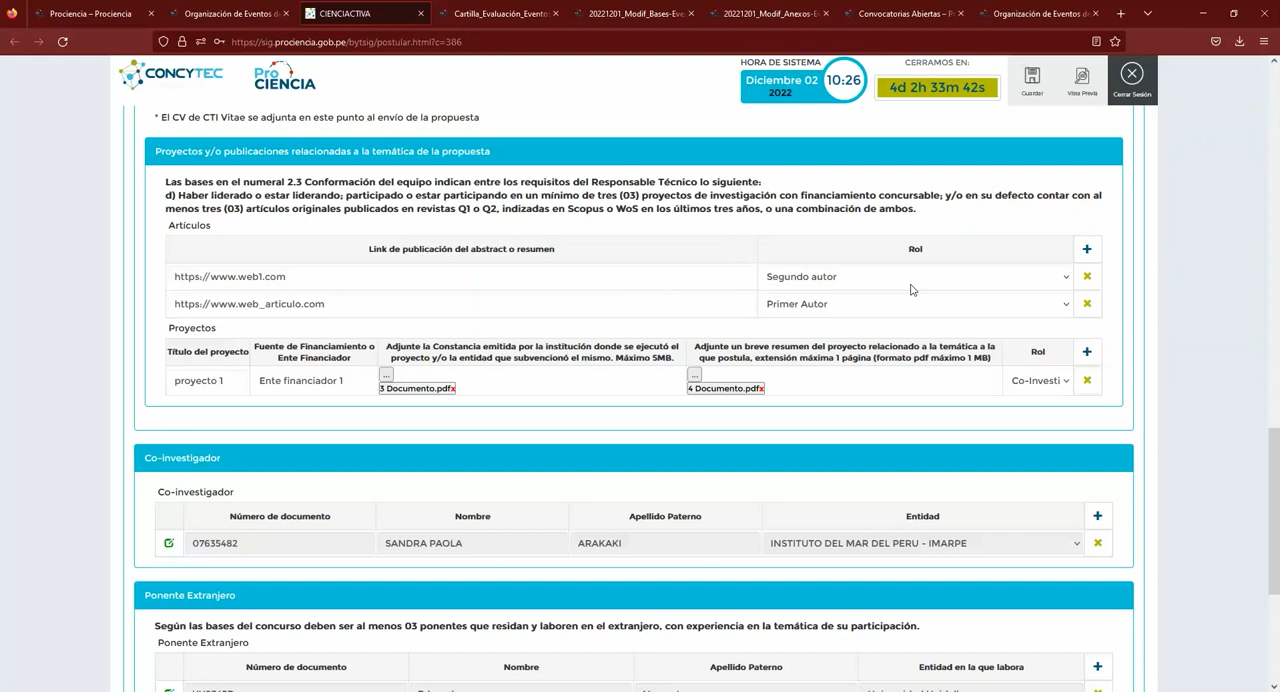 Prociencia – Prociencia
Organización de Eventos de
CIENCIACTIVA
Cartilla_Evaluación_Evento
20221201_Modif_Bases-Eve
20221201_Modif_Anexos-E
Convocatorias Abiertas – P
Organización de Eventos de
https://sig.prociencia.gob.pe/bytsig/postular.html?c=386
CONCYTEC
Pro
CIENCIA
HORA DE SISTEMA
Diciembre 02
2022
10:26
CERRAMOS EN:
4d 2h 33m 42s
Guardar
Vista Previa
Cerrar Sesión
* El CV de CTI Vitae se adjunta en este punto al envío de la propuesta
Proyectos y/o publicaciones relacionadas a la temática de la propuesta
Las bases en el numeral 2.3 Conformación del equipo indican entre los requisitos del Responsable Técnico lo siguiente:
d) Haber liderado o estar liderando; participado o estar participando en un mínimo de tres (03) proyectos de investigación con financiamiento concursable; y/o en su defecto contar con al
menos tres (03) artículos originales publicados en revistas Q1 o Q2, indizadas en Scopus o WoS en los últimos tres años, o una combinación de ambos.
Artículos
Link de publicación del abstract o resumen Rol
https://www.web1.com Segundo autor
https://www.web_articulo.com Primer Autor
Proyectos
Título del proyecto
Fuente de Financiamiento o
Ente Financiador
Adjunte la Constancia emitida por la institución donde se ejecutó el
proyecto y/o la entidad que subvencionó el mismo. Máximo 5MB.
Adjunte un breve resumen del proyecto relacionado a la temática a la
que postula, extensión máxima 1 página (formato pdf máximo 1 MB)
Rol
proyecto 1 Ente financiador 1
...
3 Documento.pdfx
...
4 Documento.pdfx
Co-Investi
Co-investigador
Co-investigador
Número de documento Nombre Apellido Paterno Entidad
07635482 SANDRA PAOLA ARAKAKI INSTITUTO DEL MAR DEL PERU - IMARPE
Ponente Extranjero
Según las bases del concurso deben ser al menos 03 ponentes que residan y laboren en el extranjero, con experiencia en la temática de su participación.
Ponente Extranjero
Número de documento Nombre Apellido Paterno Entidad en la que labora